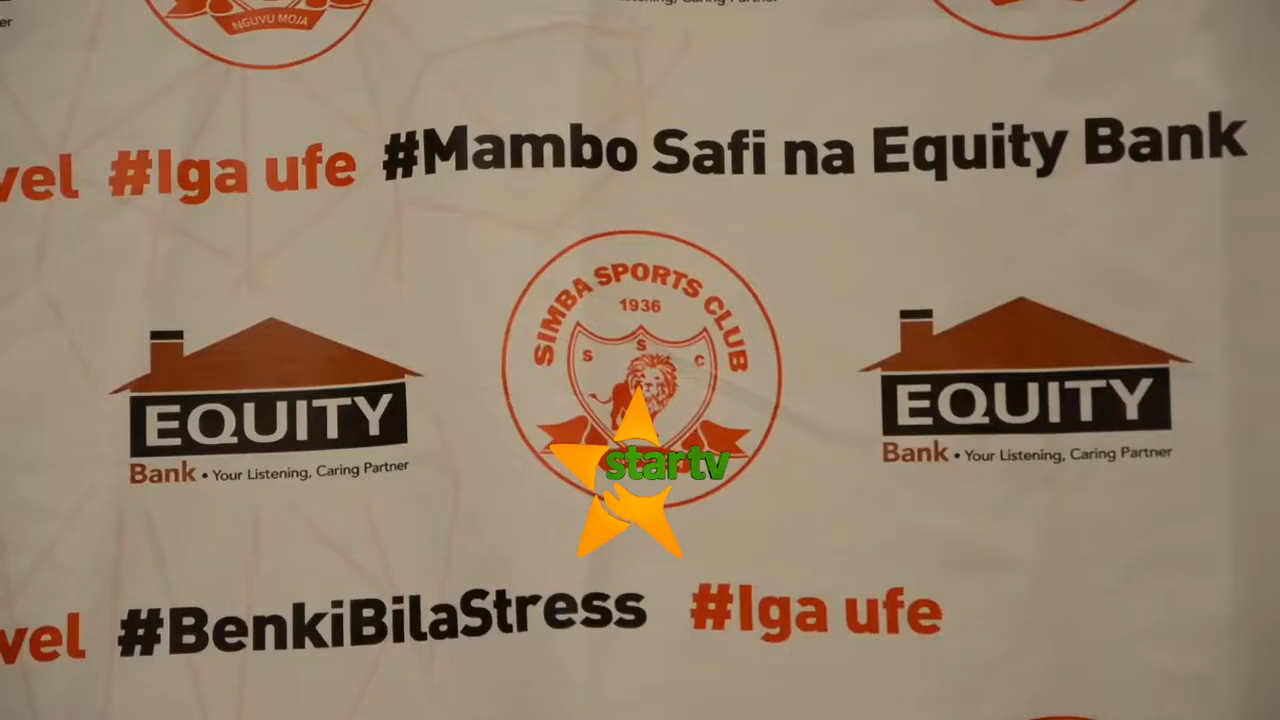 NGUVU MOJA
vel #Iga ufe #Mambo Safi na Equity Bank
SIMBA SPORTS CLUB
1936
S S C
EQUITY
Bank • Your Listening, Caring Partner
startv
EQUITY
Bank • Your Listening, Caring Partner
vel #BenkiBilaStress #Iga ufe